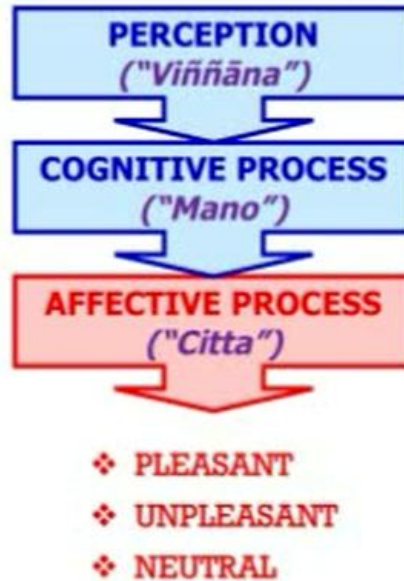 PERCEPTION
("Viññāna")
COGNITIVE PROCESS
("Mano")
AFFECTIVE PROCESS
("Citta")
❖ PLEASANT
❖ UNPLEASANT
❖ NEUTRAL